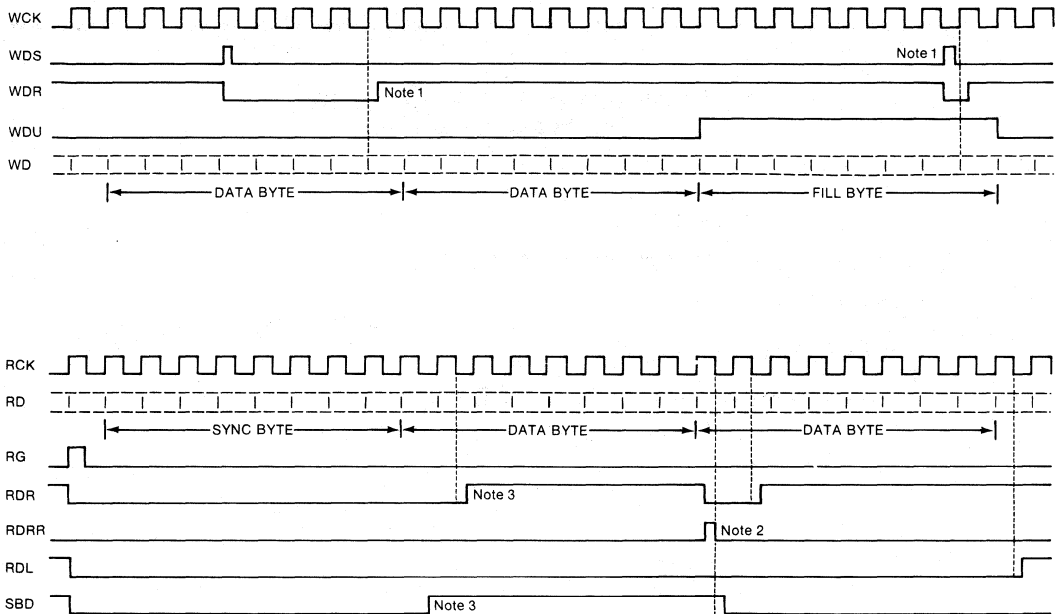 WCK
WDS
Note 1
WDR
Note 1
WDU
WD
DATA BYTE
DATA BYTE
FILL BYTE
RCK
RD
SYNC BYTE
DATA BYTE
DATA BYTE
RG
RDR
Note 3
RDRR
Note 2
RDL
SBD
Note 3